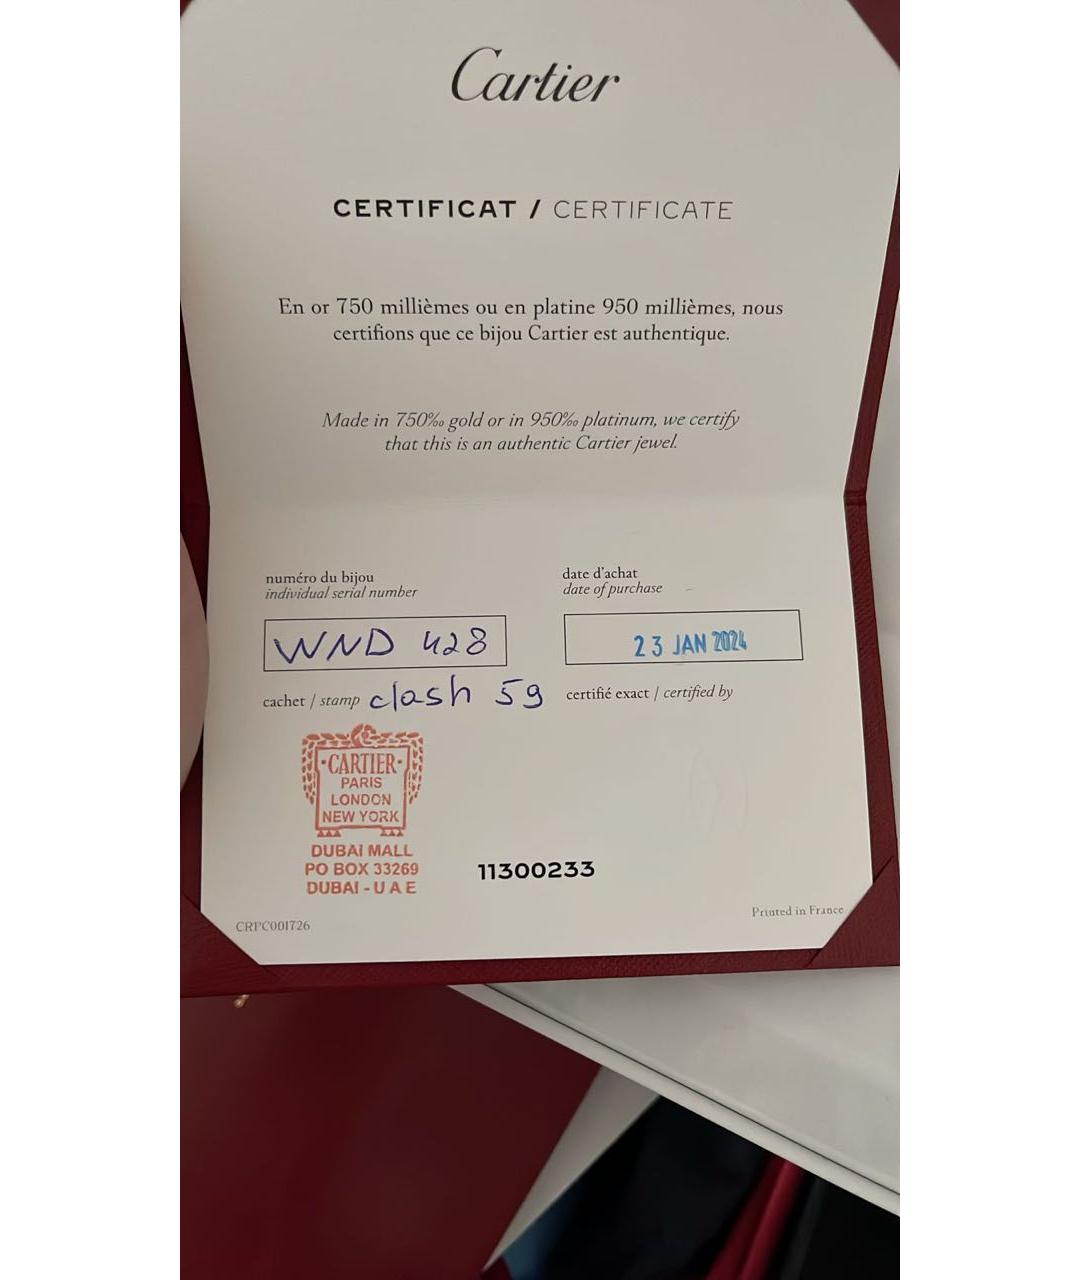 Cartier
CERTIFICAT / CERTIFICATE
En or 750 millièmes ou en platine 950 millièmes, nous
certifions que ce bijou Cartier est authentique.
Made in 750‰ gold or in 950‰ platinum, we certify
that this is an authentic Cartier jewel.
numéro du bijou
individual serial number
WND 428
date d'achat
date of purchase
23 JAN 2024
cachet / stamp clash 59
certifié exact / certified by
·CARTIER·
PARIS
LONDON
NEW YORK
DUBAI MALL
PO BOX 33269
DUBAI - U A E
11300233
CRPC001726
Printed in France